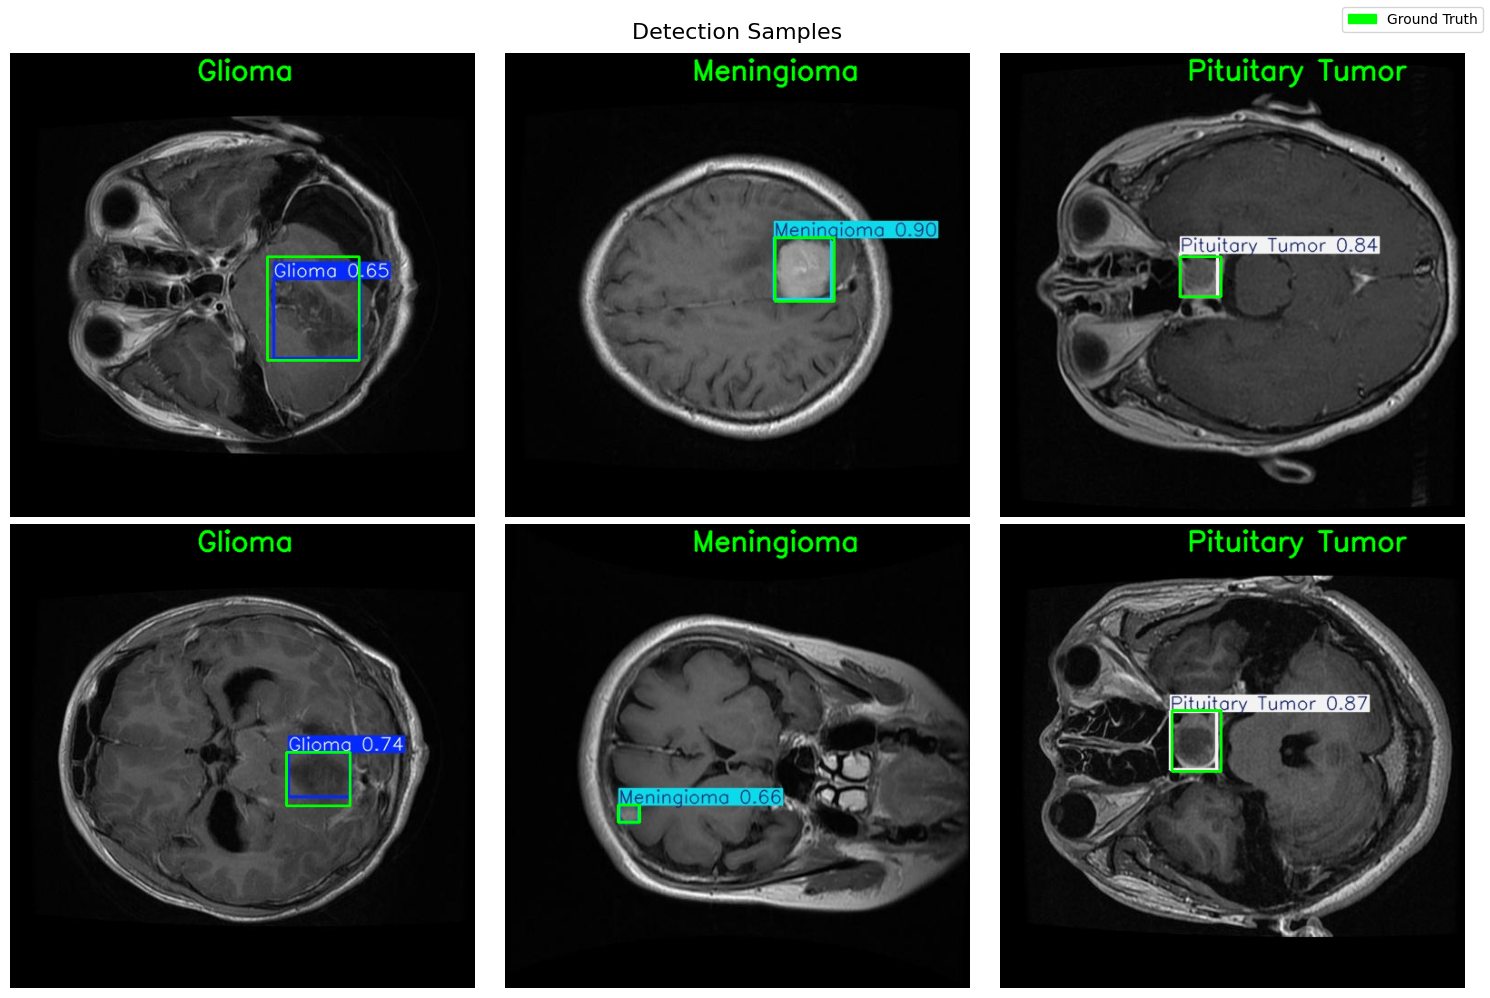 Detection Samples
Ground Truth
Glioma
Meningioma
Pituitary Tumor
Glioma 0.65
Meningioma 0.90
Pituitary Tumor 0.84
Glioma
Meningioma
Pituitary Tumor
Glioma 0.74
Meningioma 0.66
Pituitary Tumor 0.87